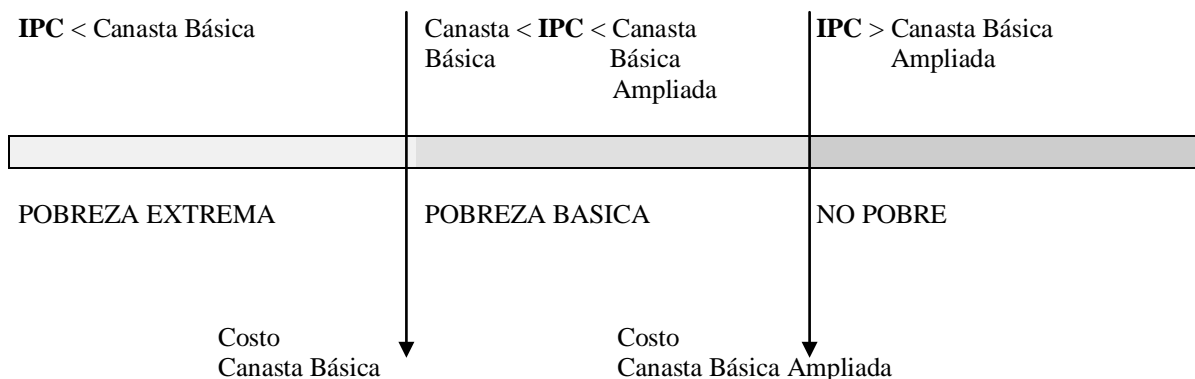 IPC < Canasta Básica
Canasta < IPC < Canasta
Básica Básica
Ampliada
IPC > Canasta Básica
Ampliada
POBREZA EXTREMA
POBREZA BASICA
NO POBRE
Costo
Canasta Básica
Costo
Canasta Básica Ampliada